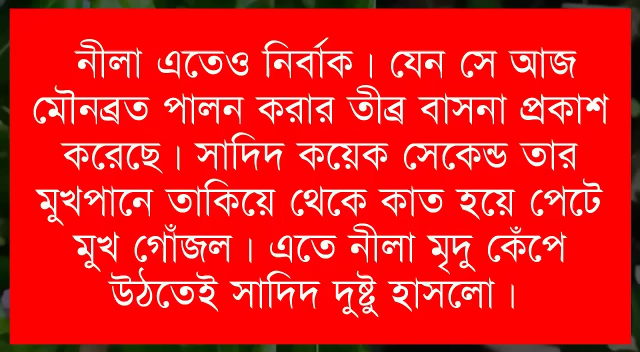 নীলা এতেও নির্বাক। যেন সে আজ
মৌনব্রত পালন করার তীব্র বাসনা প্রকাশ
করেছে। সাদিদ কয়েক সেকেন্ড তার
মুখপানে তাকিয়ে থেকে কাত হয়ে পেটে
মুখ গোঁজল। এতে নীলা মৃদু কেঁপে
উঠতেই সাদিদ দুষ্টু হাসলো।